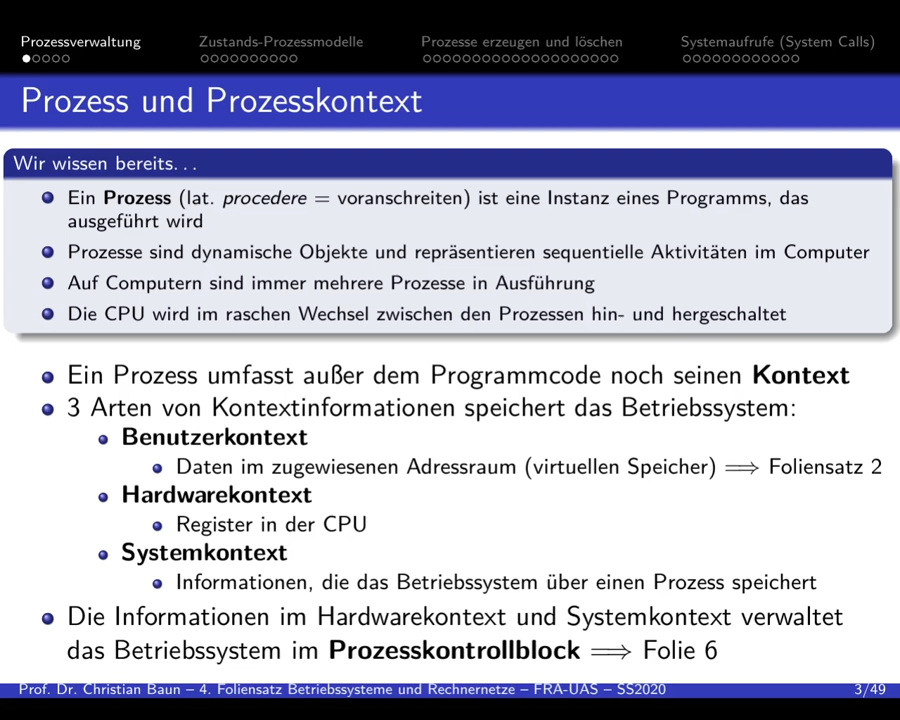 Prozessverwaltung Zustands-Prozessmodelle Prozesse erzeugen und löschen Systemaufrufe (System Calls)
Prozess und Prozesskontext
Wir wissen bereits. . .
Ein Prozess (lat. procedere = voranschreiten) ist eine Instanz eines Programms, das
ausgeführt wird
Prozesse sind dynamische Objekte und repräsentieren sequentielle Aktivitäten im Computer
Auf Computern sind immer mehrere Prozesse in Ausführung
Die CPU wird im raschen Wechsel zwischen den Prozessen hin- und hergeschaltet
Ein Prozess umfasst außer dem Programmcode noch seinen Kontext
3 Arten von Kontextinformationen speichert das Betriebssystem:
Benutzerkontext
Daten im zugewiesenen Adressraum (virtuellen Speicher) ⟹ Foliensatz 2
Hardwarekontext
Register in der CPU
Systemkontext
Informationen, die das Betriebssystem über einen Prozess speichert
Die Informationen im Hardwarekontext und Systemkontext verwaltet
das Betriebssystem im Prozesskontrollblock ⟹ Folie 6
Prof. Dr. Christian Baun – 4. Foliensatz Betriebssysteme und Rechnernetze – FRA-UAS – SS2020 3/49